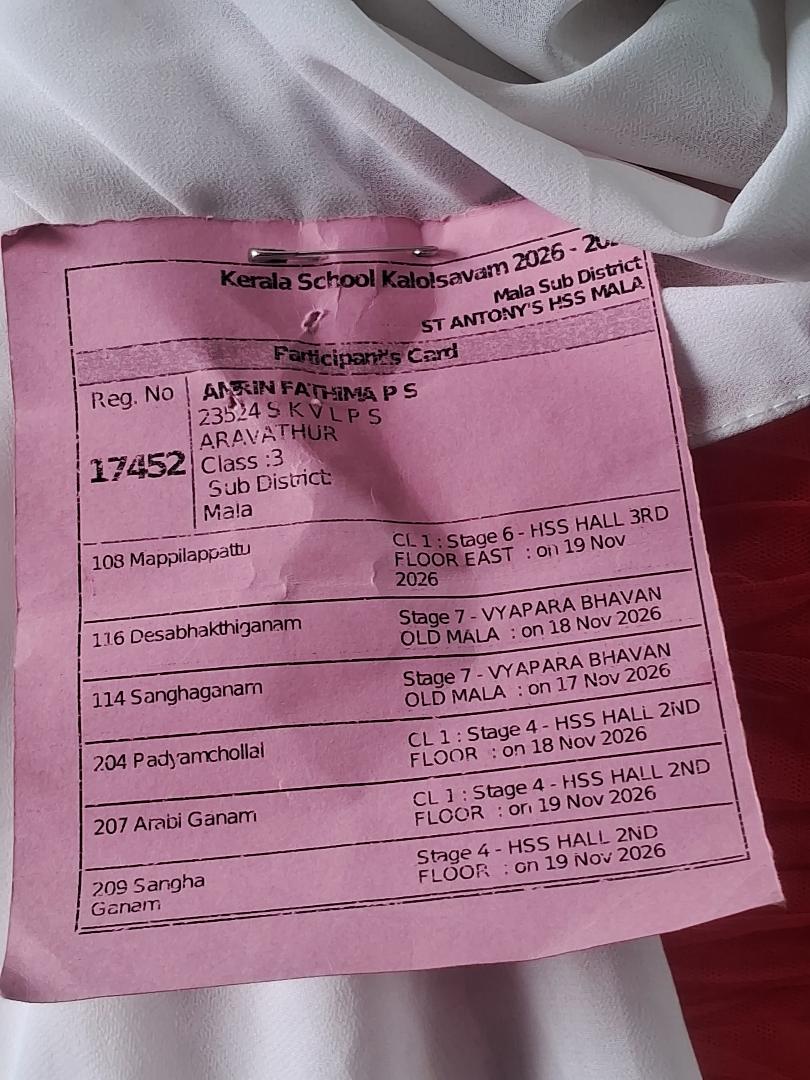 Kerala School Kalolsavam 2026 -
Mala Sub District
ST ANTONY'S HSS MALA
Participant's Card
Reg. No
17452
AMRIN FATHIMA P S
23524 S K V L P S
ARAVATHUR
Class :3
Sub District:
Mala
108 Mappilappattu
CL 1 : Stage 6 - HSS HALL 3RD
FLOOR EAST : on 19 Nov
2026
116 Desabhakthiganam
Stage 7 - VYAPARA BHAVAN
OLD MALA : on 18 Nov 2026
114 Sanghaganam
Stage 7 - VYAPARA BHAVAN
OLD MALA : on 17 Nov 2026
204 Padyamchollal
CL 1 : Stage 4 - HSS HALL 2ND
FLOOR : on 18 Nov 2026
207 Arabi Ganam
CL 1 : Stage 4 - HSS HALL 2ND
FLOOR : on 19 Nov 2026
209 Sangha
Ganam
Stage 4 - HSS HALL 2ND
FLOOR : on 19 Nov 2026